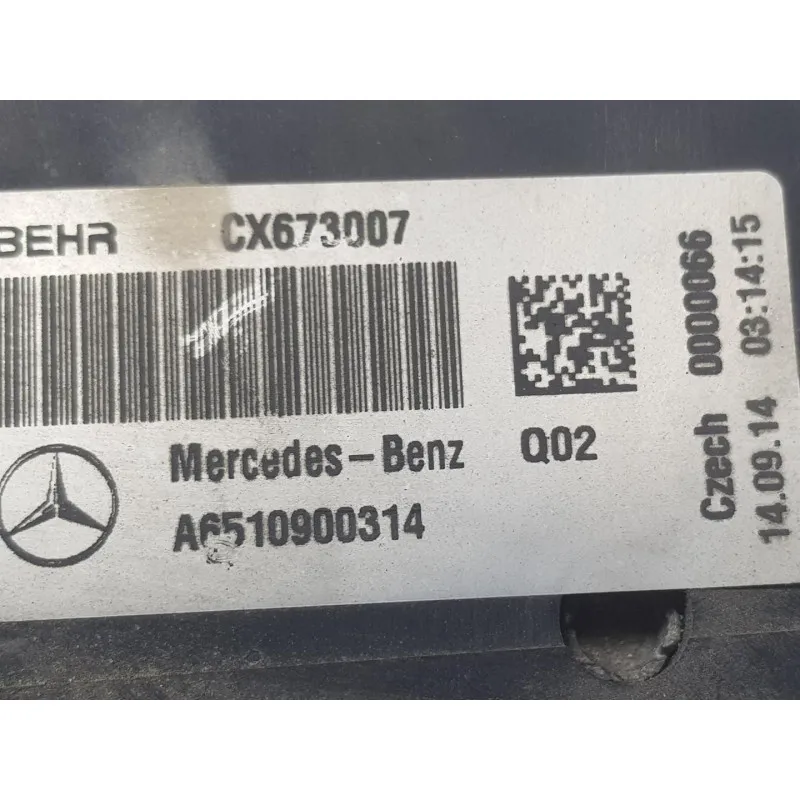 BEHR CX673007
Mercedes-Benz Q02
A6510900314
Czech 0000066
14.09.14 03:14:15